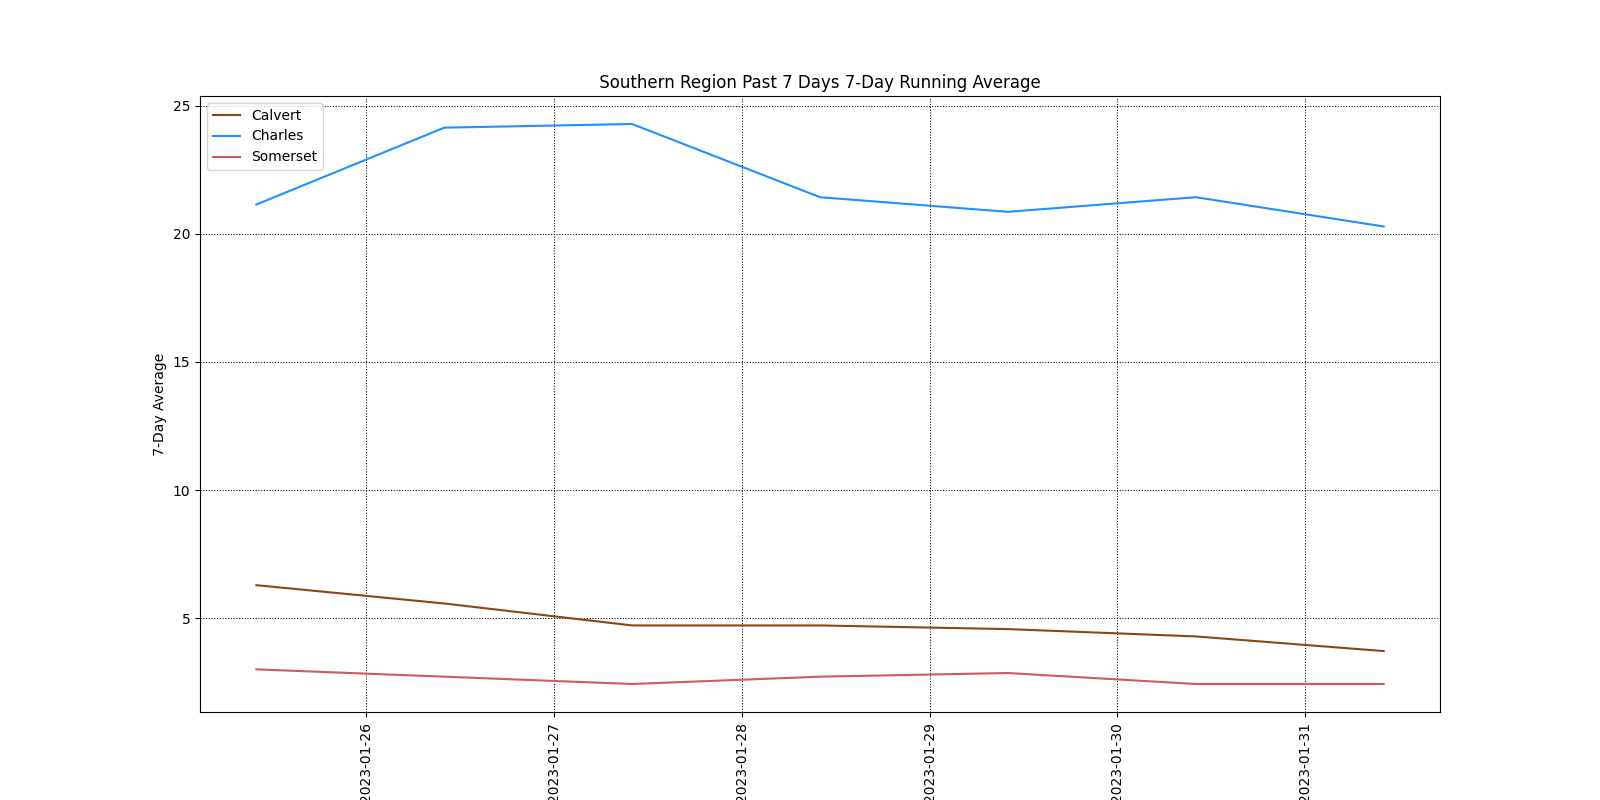 Southern Region Past 7 Days 7-Day Running Average
Calvert
Charles
Somerset
7-Day Average
25
20
15
10
5
2023-01-26
2023-01-27
2023-01-28
2023-01-29
2023-01-30
2023-01-31